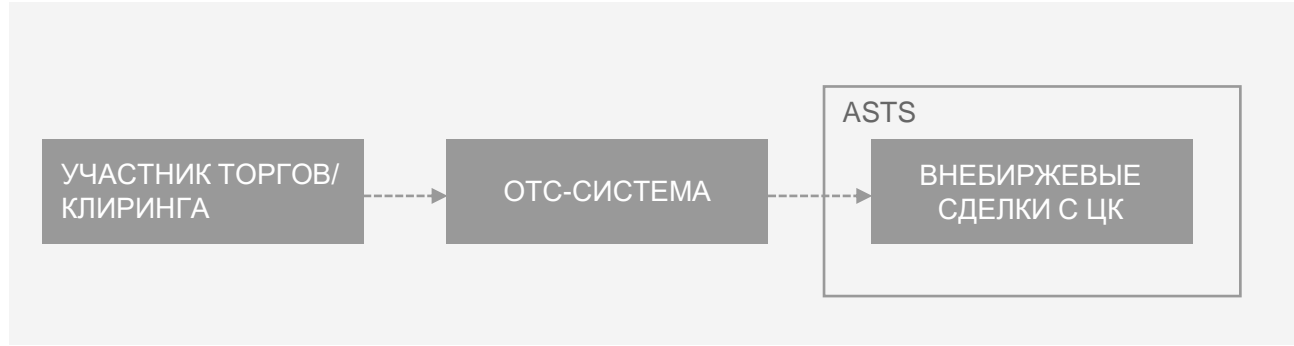 ASTS
УЧАСТНИК ТОРГОВ/
КЛИРИНГА
ОТС-СИСТЕМА
ВНЕБИРЖЕВЫЕ
СДЕЛКИ С ЦК